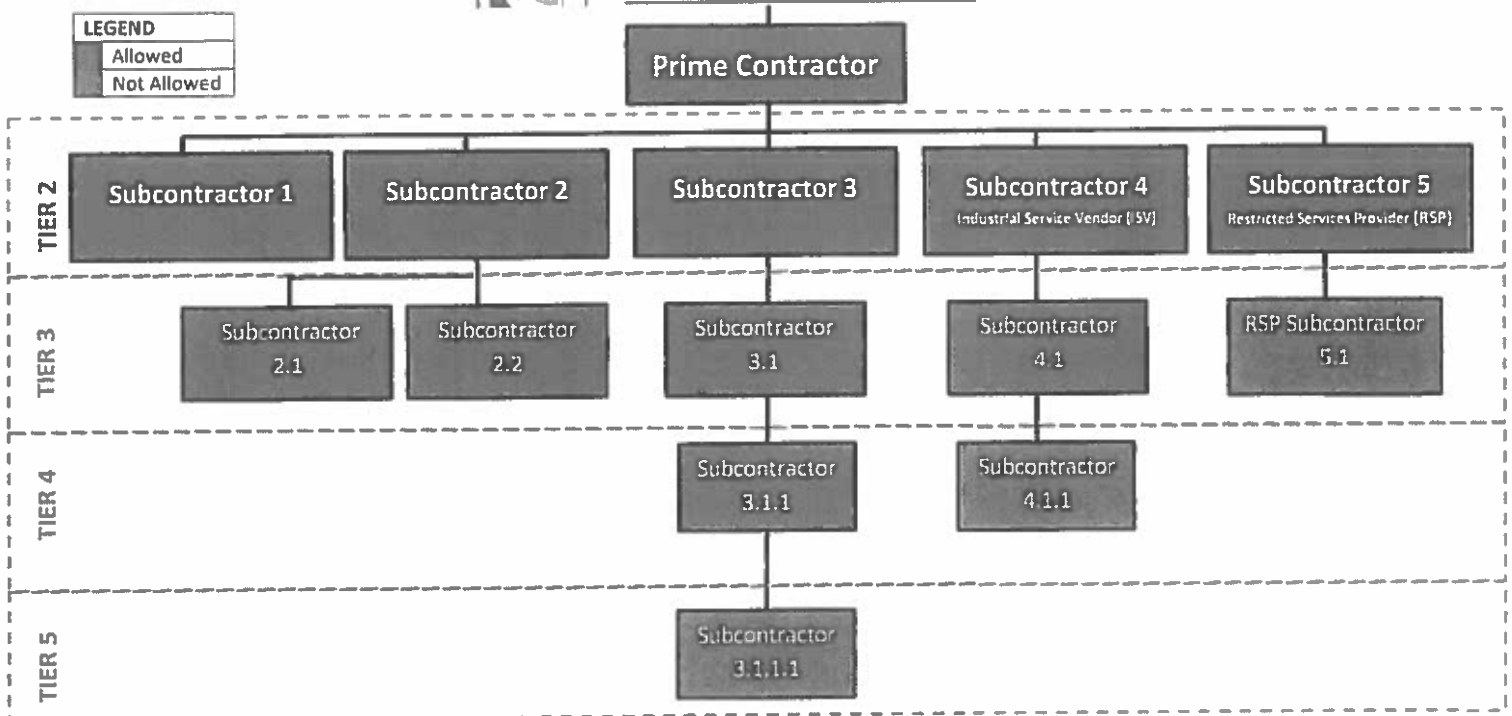 LEGEND
Allowed
Not Allowed
Prime Contractor
TIER 2
Subcontractor 1
Subcontractor 2
Subcontractor 3
Subcontractor 4
Industrial Service Vendor (ISV)
Subcontractor 5
Restricted Services Provider (RSP)
TIER 3
Subcontractor
2.1
Subcontractor
2.2
Subcontractor
3.1
Subcontractor
4.1
RSP Subcontractor
5.1
TIER 4
Subcontractor
3.1.1
Subcontractor
4.1.1
TIER 5
Subcontractor
3.1.1.1